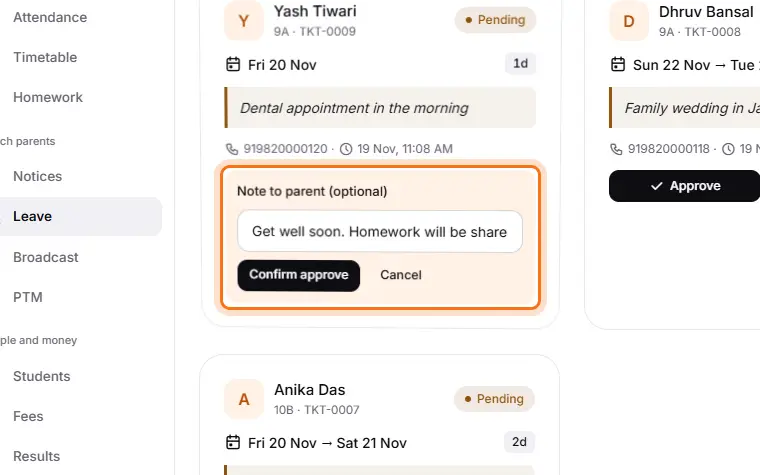 Attendance
Timetable
Homework
parents
Notices
Leave
Broadcast
PTM
and money
Students
Fees
Results
Y
Yash Tiwari
9A · TKT-0009
Pending
Fri 20 Nov
1d
Dental appointment in the morning
919820000120 · 19 Nov, 11:08 AM
Note to parent (optional)
Get well soon. Homework will be share
Confirm approve
Cancel
A
Anika Das
10B · TKT-0007
Pending
Fri 20 Nov → Sat 21 Nov
2d
D
Dhruv Bansal
9A · TKT-0008
Sun 22 Nov → Tue
Family wedding in
919820000118 · 19
Approve